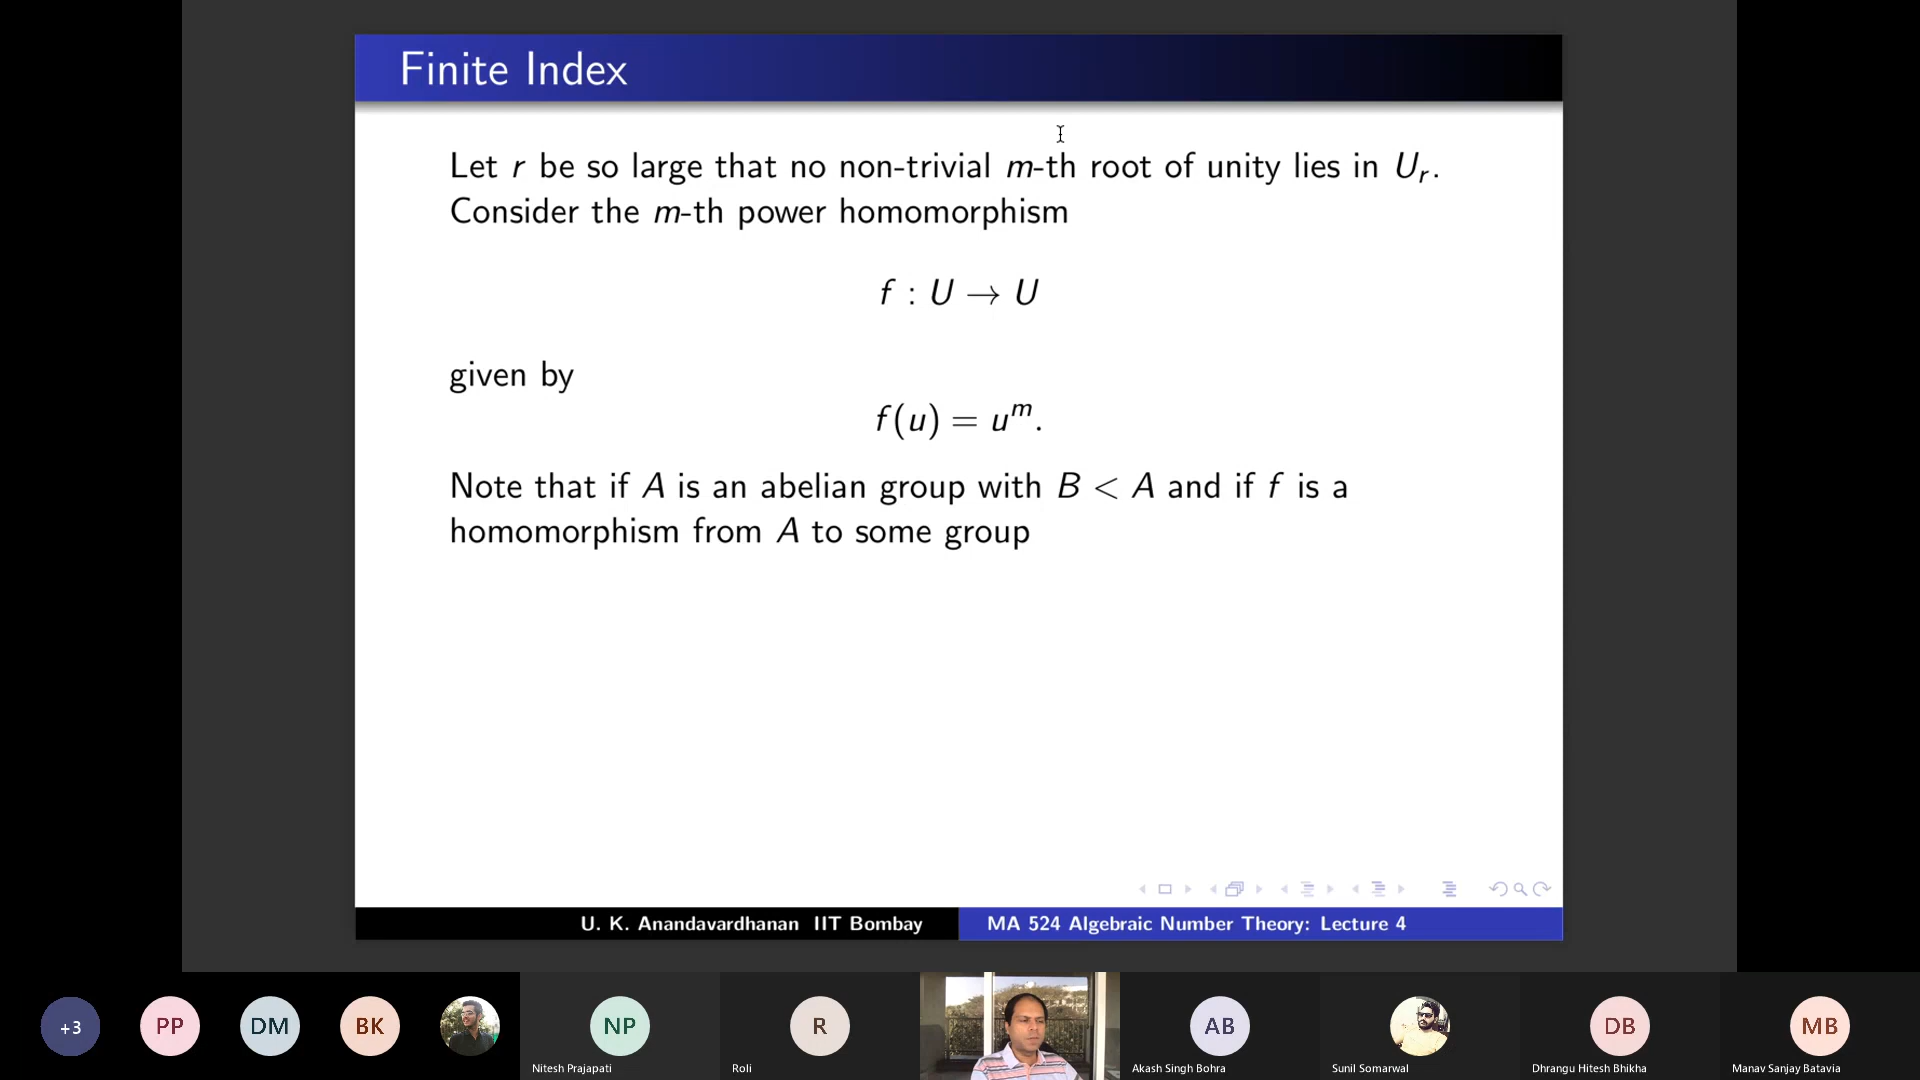 Finite Index
Let r be so large that no non-trivial m-th root of unity lies in Uᵣ.
Consider the m-th power homomorphism
f : U → U
given by
f(u) = uᵐ.
Note that if A is an abelian group with B < A and if f is a
homomorphism from A to some group
U. K. Anandavardhanan IIT Bombay
MA 524 Algebraic Number Theory: Lecture 4
+3
PP
DM
BK
NP
Nitesh Prajapati
R
Roli
AB
Akash Singh Bohra
Sunil Somarwal
DB
Dhrangu Hitesh Bhikha
MB
Manav Sanjay Batavia